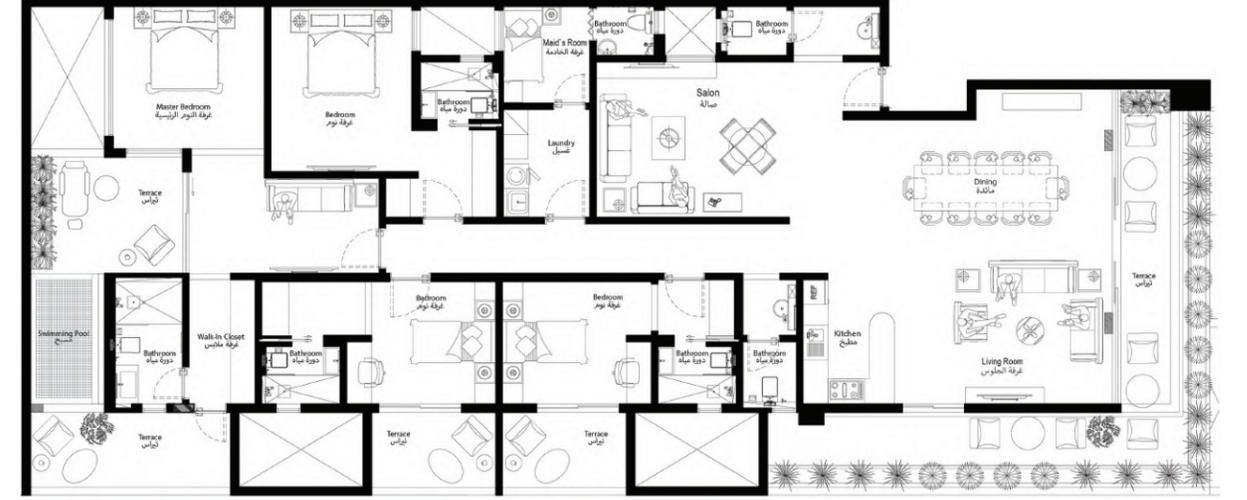 Master Bedroom
غرفة النوم الرئيسية
Bedroom
غرفة نوم
Bathroom
دورة مياه
Maid's Room
غرفة الخادمة
Bathroom
دورة مياه
Bathroom
دورة مياه
Salon
صالة
Laundry
غسيل
Terrace
تيراس
Dining
مائدة
Terrace
تيراس
Swimming Pool
مسبح
Bathroom
دورة مياه
Walk-In Closet
غرفة ملابس
Bathroom
دورة مياه
Bedroom
غرفة نوم
Bedroom
غرفة نوم
Bathroom
دورة مياه
Bathroom
دورة مياه
REF
Kitchen
مطبخ
Living Room
غرفة الجلوس
Terrace
تيراس
Terrace
تيراس
Terrace
تيراس